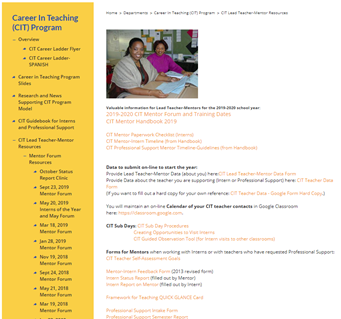 Career In Teaching
(CIT) Program
Overview
CIT Career Ladder Flyer
CIT Career Ladder-
SPANISH
Career In Teaching Program
Slides
Research and News
Supporting CIT Program
Model
CIT Guidebook for Interns
and Professional Support
CIT Lead Teacher-Mentor
Resources
Mentor Forum
Resources
October Status
Report Clinic
Sept 23, 2019
Mentor Forum
May 20, 2019
Interns of the Year
and May Forum
Mar 18, 2019
Mentor Forum
Jan 28, 2019
Mentor Forum
Nov 19, 2018
Mentor Forum
Sept 24, 2018
Mentor Forum
May 21, 2018
Mentor Forum
Mar 19, 2018
Mentor Forum
Home > Departments > Career In Teaching (CIT) Program > CIT Lead Teacher-Mentor Resources
Valuable Information for Lead Teacher-Mentors for the 2019-2020 school year:
2019-2020 CIT Mentor Forum and Training Dates
CIT Mentor Handbook 2019
CIT Mentor Paperwork Checklist (Interns)
CIT Mentor-Intern Timeline (from Handbook)
CIT Professional Support Mentor Timeline/Guidelines (from Handbook)
Data to submit on-line to start the year:
Provide Lead Teacher-Mentor Data (about you) here: CIT Lead Teacher-Mentor Data Form
Provide Data about the teacher you are supporting (Intern or Professional Support) here: CIT Teacher Data
Form
(If you want to fill out a hard copy for your own reference: CIT Teacher Data - Google Form Hard Copy.)
You will maintain an online Calendar of your CIT teacher contacts in Google Classroom
here: https://classroom.google.com.
CIT Sub Days- CIT Sub Day Procedures
Creating Opportunities to Visit Interns
CIT Guided Observation Tool (for Intern visits to other classrooms)
Forms for Mentors when working with Interns or with teachers who have requested Professional Support:
CIT Teacher Self-Assessment Goals
Mentor-Intern Feedback Form (2013 revised form)
Intern Status Report (filled out by Mentor)
Intern Report on Mentor (filled out by Intern)
Framework for Teaching QUICK GLANCE Card
Professional Support Intake Form
Professional Support Semester Report